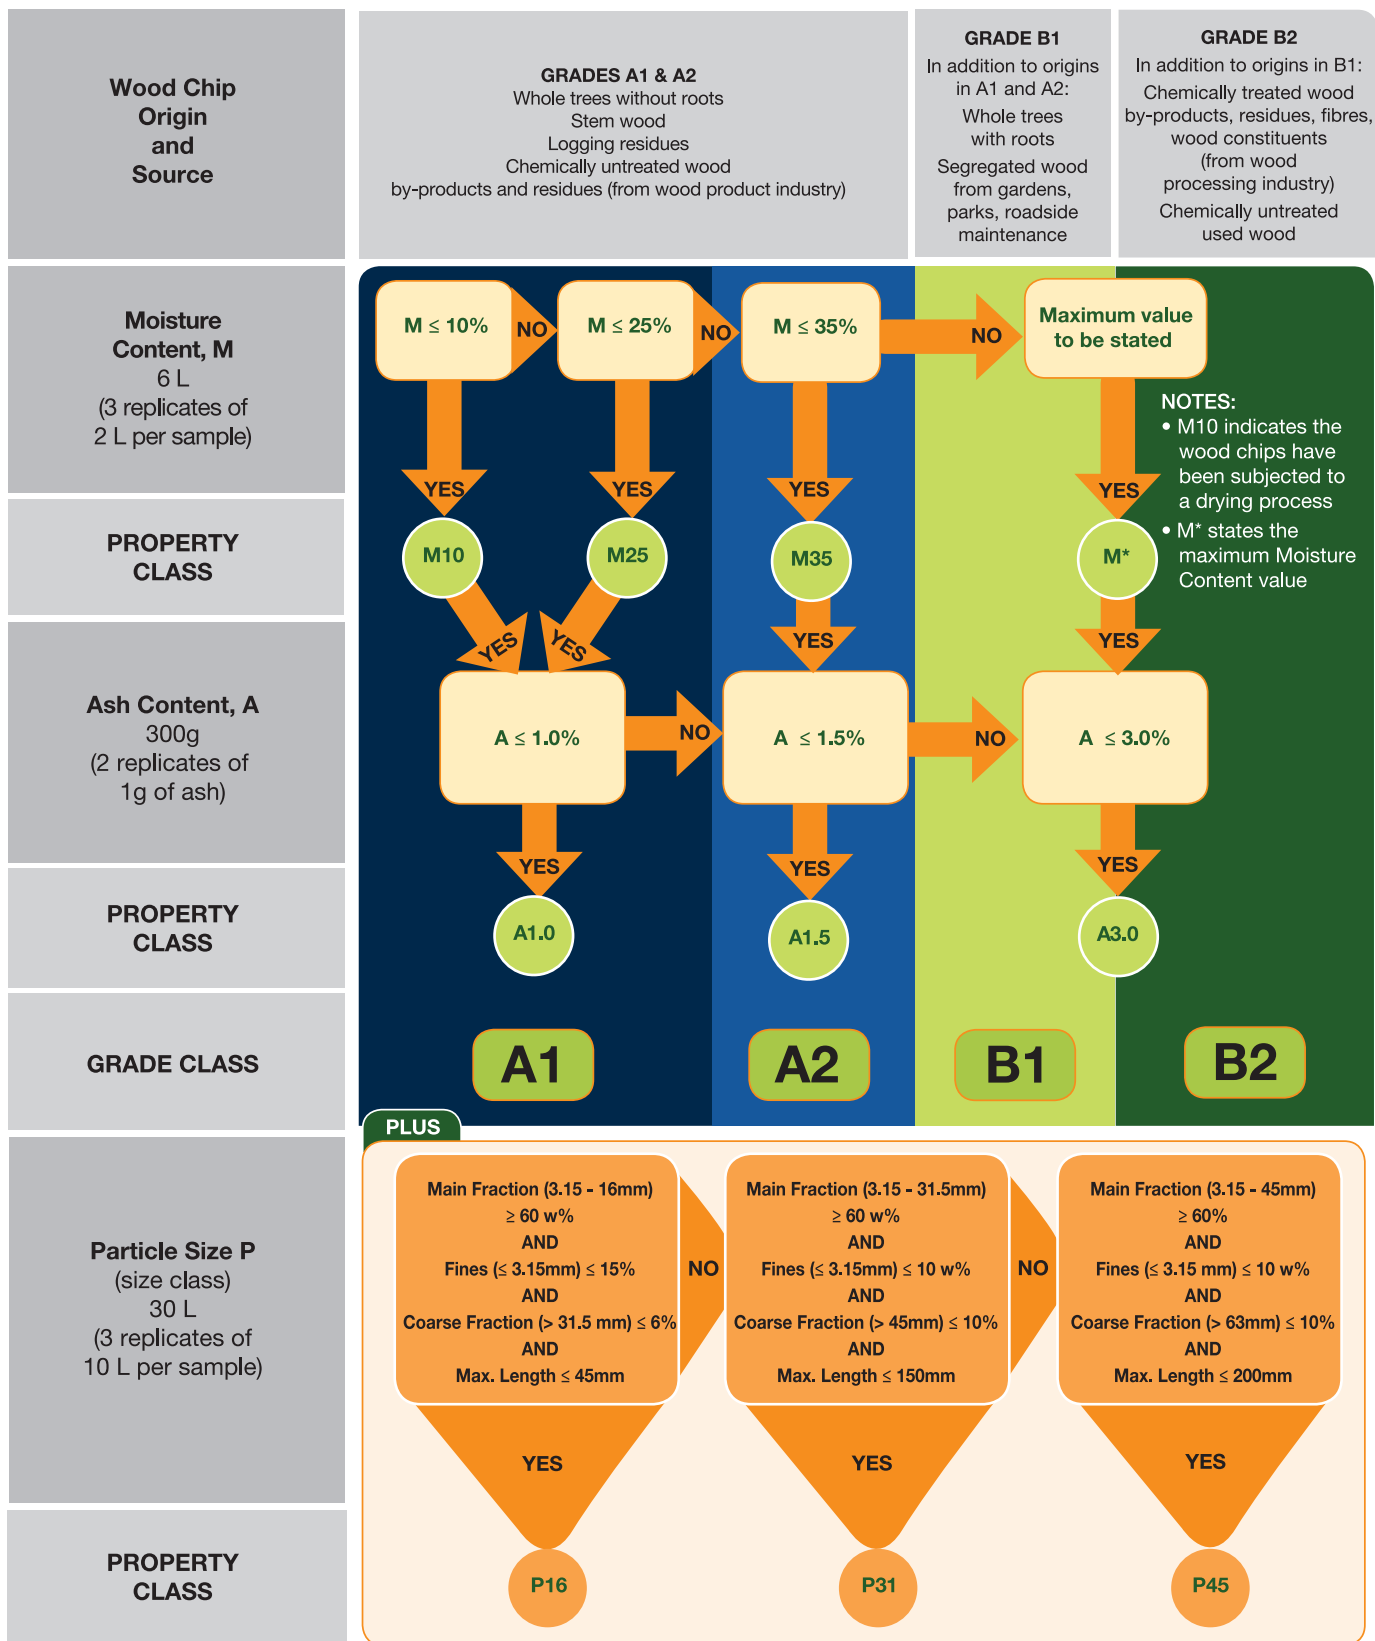 Wood Chip
Origin
and
Source
GRADES A1 & A2
Whole trees without roots
Stem wood
Logging residues
Chemically untreated wood
by-products and residues (from wood product industry)
GRADE B1
In addition to origins
in A1 and A2:
Whole trees
with roots
Segregated wood
from gardens,
parks, roadside
maintenance
GRADE B2
In addition to origins in B1:
Chemically treated wood
by-products, residues, fibres,
wood constituents
(from wood
processing industry)
Chemically untreated
used wood
Moisture
Content, M
6 L
(3 replicates of
2 L per sample)
M ≤ 10%
NO
M ≤ 25%
NO
M ≤ 35%
NO
Maximum value
to be stated
YES
YES
YES
YES
NOTES:
• M10 indicates the
wood chips have
been subjected to
a drying process
• M* states the
maximum Moisture
Content value
PROPERTY
CLASS
M10
M25
M35
M*
YES
YES
YES
YES
Ash Content, A
300g
(2 replicates of
1g of ash)
A ≤ 1.0%
NO
A ≤ 1.5%
NO
A ≤ 3.0%
YES
YES
YES
PROPERTY
CLASS
A1.0
A1.5
A3.0
GRADE CLASS
A1
A2
B1
B2
PLUS
Particle Size P
(size class)
30 L
(3 replicates of
10 L per sample)
Main Fraction (3.15 - 16mm)
≥ 60 w%
AND
Fines (≤ 3.15mm) ≤ 15%
AND
Coarse Fraction (> 31.5 mm) ≤ 6%
AND
Max. Length ≤ 45mm
NO
Main Fraction (3.15 - 31.5mm)
≥ 60 w%
AND
Fines (≤ 3.15mm) ≤ 10 w%
AND
Coarse Fraction (> 45mm) ≤ 10%
AND
Max. Length ≤ 150mm
NO
Main Fraction (3.15 - 45mm)
≥ 60%
AND
Fines (≤ 3.15 mm) ≤ 10 w%
AND
Coarse Fraction (> 63mm) ≤ 10%
AND
Max. Length ≤ 200mm
YES
YES
YES
PROPERTY
CLASS
P16
P31
P45